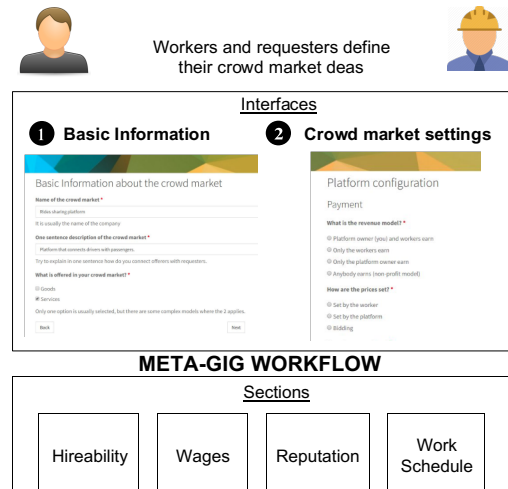 Workers and requesters define
their crowd market deas
Interfaces
1 Basic Information
2 Crowd market settings
Basic Information about the crowd market
Name of the crowd market *
Rides sharing platform
It is usually the name of the company
One sentence description of the crowd market *
Platform that connects drivers with passengers.
Try to explain in one sentence how do you connect offerers with requesters.
What is offered in your crowd market? *
Goods
Services
Only one option is usually selected, but there are some complex models where the 2 applies.
Back
Next
Platform configuration
Payment
What is the revenue model? *
Platform owner (you) and workers earn
Only the workers earn
Only the platform owner earn
Anybody earns (non-profit model)
How are the prices set? *
Set by the worker
Set by the platform
Bidding
META-GIG WORKFLOW
Sections
Hireability
Wages
Reputation
Work
Schedule